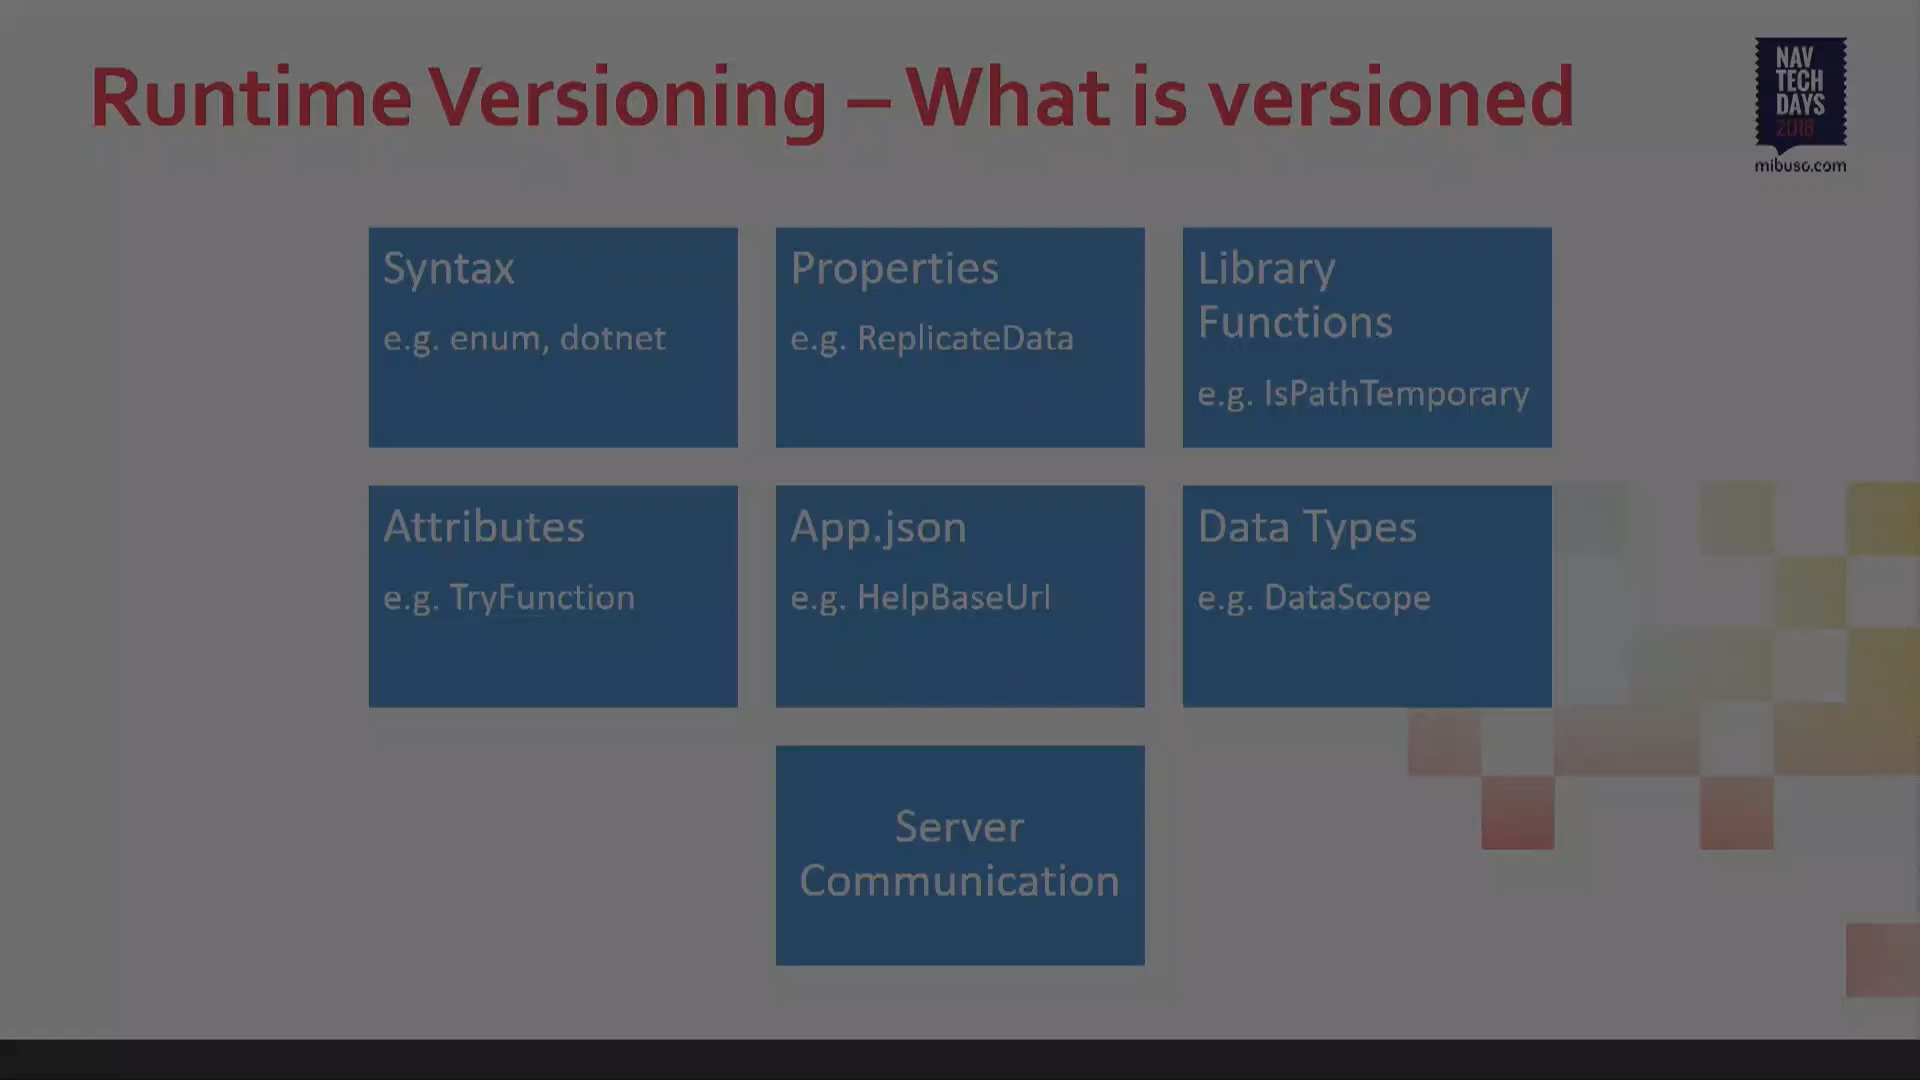 Runtime Versioning – What is versioned
NAV
TECH
DAYS
2018
mibuso.com
Syntax
e.g. enum, dotnet
Properties
e.g. ReplicateData
Library
Functions
e.g. IsPathTemporary
Attributes
e.g. TryFunction
App.json
e.g. HelpBaseUrl
Data Types
e.g. DataScope
Server
Communication